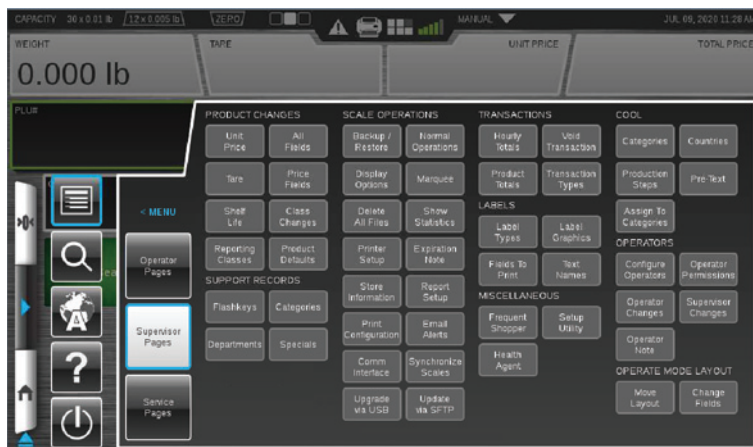 CAPACITY 30 x 0.01 lb 12 x 0.005 lb ZERO MANUAL JUL 09, 2020 11:28 AM
WEIGHT TARE UNIT PRICE TOTAL PRICE
0.000 lb
PLU#
< MENU
Operator
Pages
Supervisor
Pages
Service
Pages
PRODUCT CHANGES
Unit
Price
All
Fields
Tare
Price
Fields
Shelf
Life
Class
Changes
Reporting
Classes
Product
Defaults
SUPPORT RECORDS
Flashkeys
Categories
Departments
Specials
SCALE OPERATIONS
Backup /
Restore
Normal
Operations
Display
Options
Marquee
Delete
All Files
Show
Statistics
Printer
Setup
Expiration
Note
Store
Information
Report
Setup
Print
Configuration
Email
Alerts
Comm
Interface
Synchronize
Scales
Upgrade
via USB
Update
via SFTP
TRANSACTIONS
Hourly
Totals
Void
Transaction
Product
Totals
Transaction
Types
LABELS
Label
Types
Label
Graphics
Fields To
Print
Text
Names
MISCELLANEOUS
Frequent
Shopper
Setup
Utility
Health
Agent
COOL
Categories
Countries
Production
Steps
Pre Text
Assign To
Categories
OPERATORS
Configure
Operators
Operator
Permissions
Operator
Changes
Supervisor
Changes
Operator
Note
OPERATE MODE LAYOUT
Move
Layout
Change
Fields